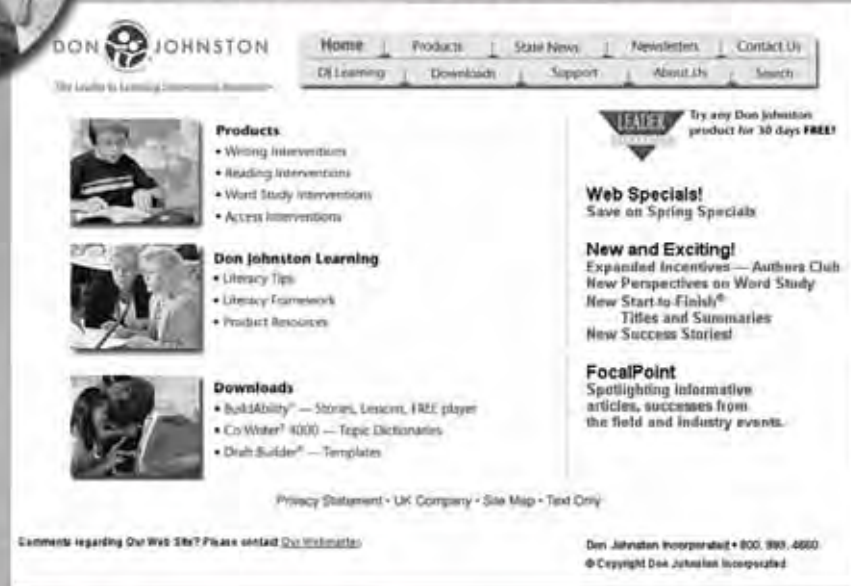 DON JOHNSTON
Home
Products
State News
Newsletters
Contact Us
DJ Learning
Downloads
Support
About Us
Search
Products
• Writing Interventions
• Reading Interventions
• Word Study Interventions
• Access Interventions
Don Johnston Learning
• Literacy Tips
• Literacy Framework
• Product Resources
Downloads
• BuildAbility™ — Stories, Lessons, FREE player
• Co:Writer® 4000 — Topic Dictionaries
• Draft:Builder® — Templates
LEADER
Try any Don Johnston
product for 30 days FREE!
Web Specials!
Save on Spring Specials
New and Exciting!
Expanded Incentives — Authors Club
New Perspectives on Word Study
New Start-to-Finish®
Titles and Summaries
New Success Stories!
FocalPoint
Spotlighting informative
articles, successes from
the field and industry events.
Privacy Statement • UK Company • Site Map • Text Only
Comments regarding Our Web Site? Please contact Our Webmaster.
Don Johnston Incorporated • 800. 999. 4660
© Copyright Don Johnston Incorporated